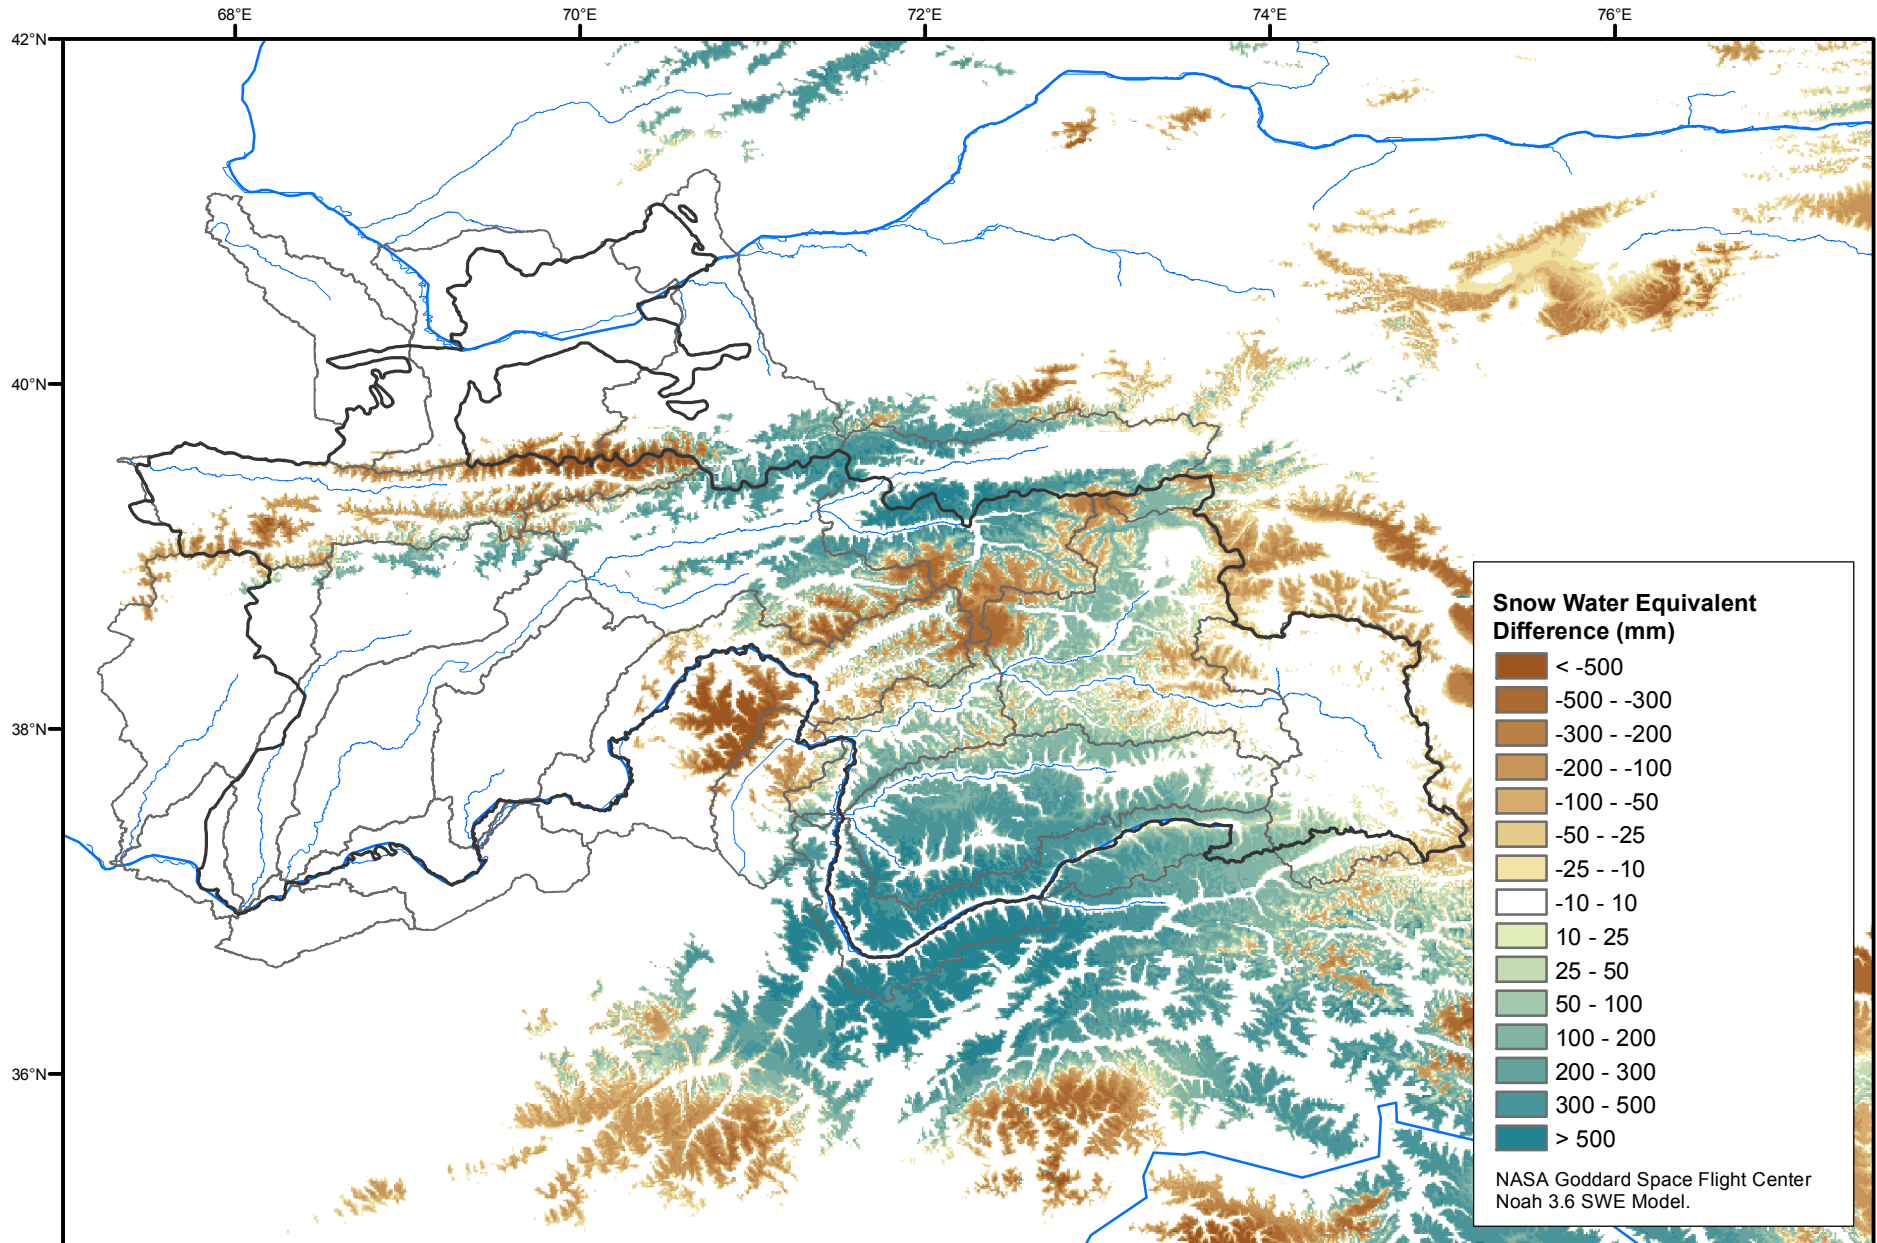 68°E
70°E
72°E
74°E
76°E
42°N
40°N
38°N
36°N
Snow Water Equivalent
Difference (mm)
< -500
-500 - -300
-300 - -200
-200 - -100
-100 - -50
-50 - -25
-25 - -10
-10 - 10
10 - 25
25 - 50
50 - 100
100 - 200
200 - 300
300 - 500
> 500
NASA Goddard Space Flight Center
Noah 3.6 SWE Model.